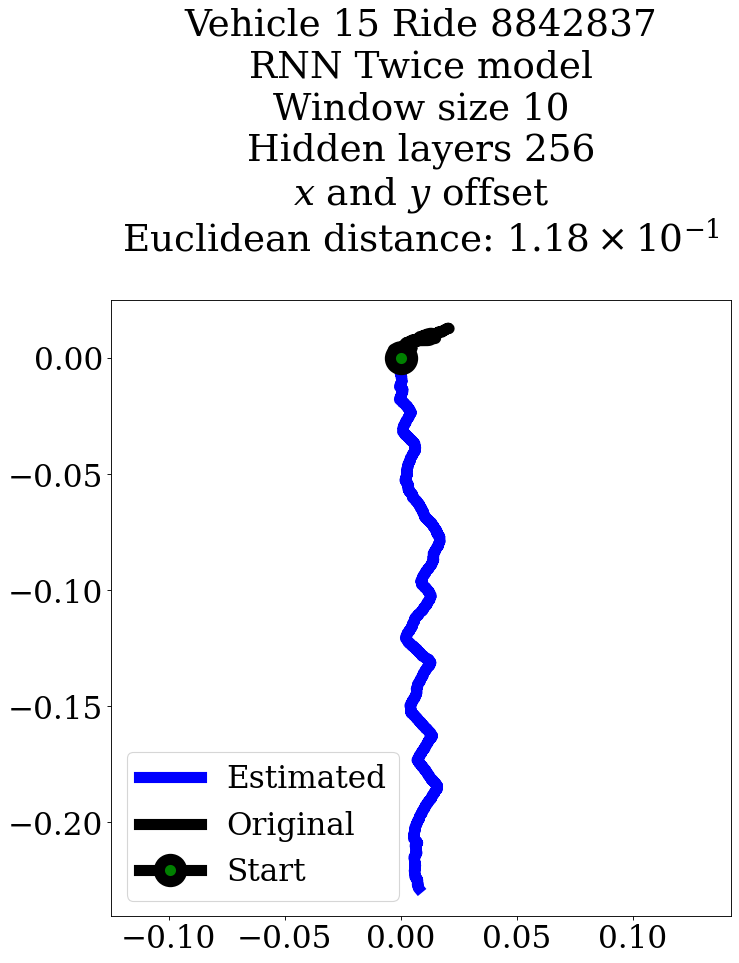 Vehicle 15 Ride 8842837
RNN Twice model
Window size 10
Hidden layers 256
x and y offset
Euclidean distance: 1.18 × 10⁻¹
0.00
−0.05
−0.10
−0.15
−0.20
Estimated
Original
Start
−0.10 −0.05 0.00 0.05 0.10